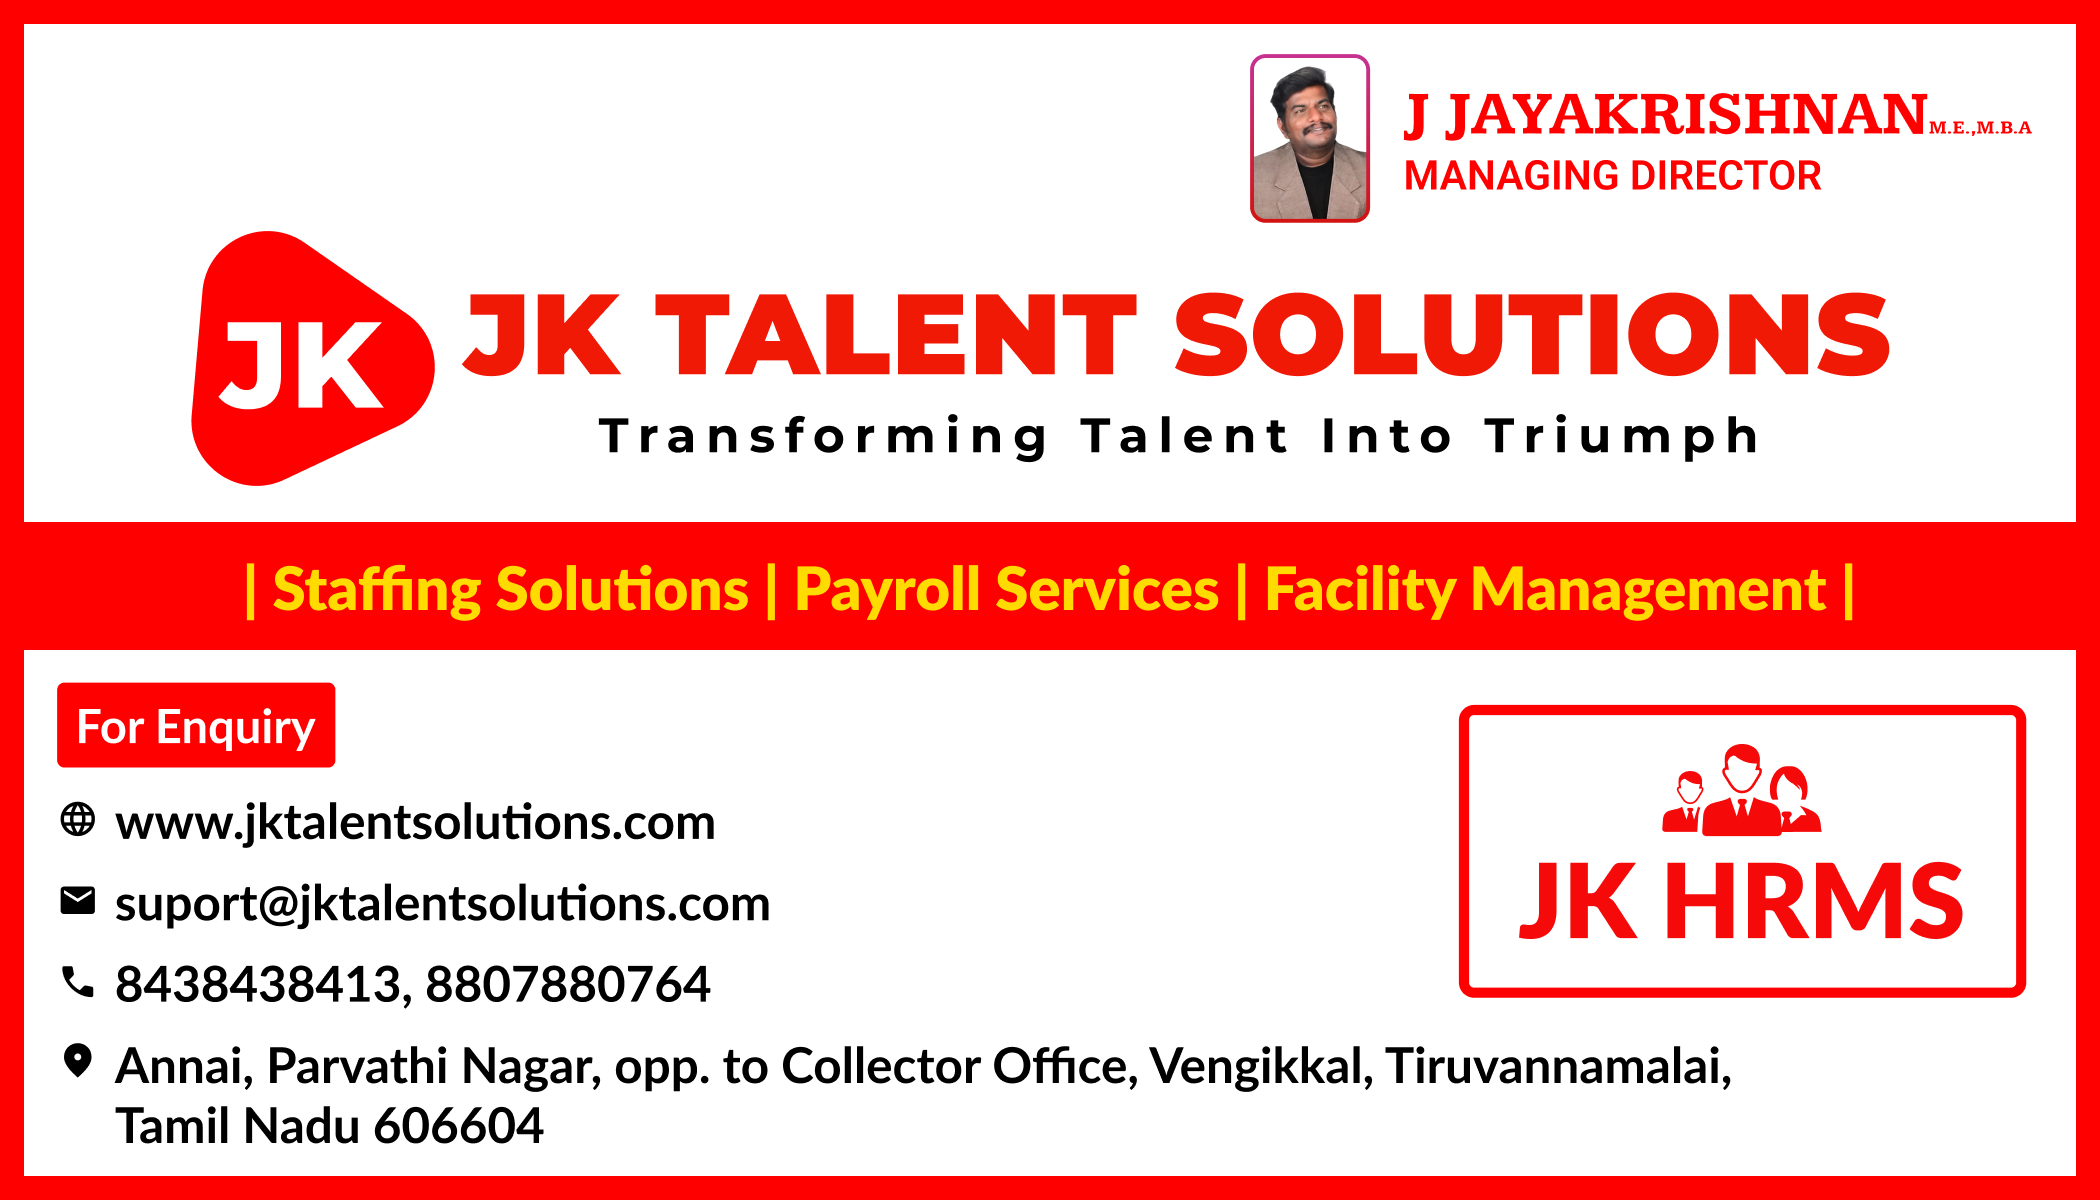 J JAYAKRISHNAN M.E.,M.B.A
MANAGING DIRECTOR
JK
JK TALENT SOLUTIONS
Transforming Talent Into Triumph
| Staffing Solutions | Payroll Services | Facility Management |
For Enquiry
www.jktalentsolutions.com
suport@jktalentsolutions.com
8438438413, 8807880764
Annai, Parvathi Nagar, opp. to Collector Office, Vengikkal, Tiruvannamalai,
Tamil Nadu 606604
JK HRMS